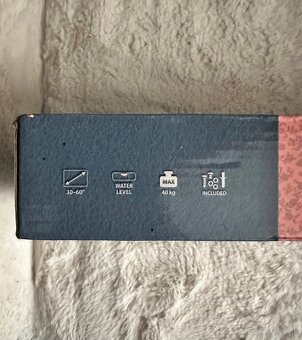 30-60"
WATER
LEVEL
MAX
40 kg
INCLUDED